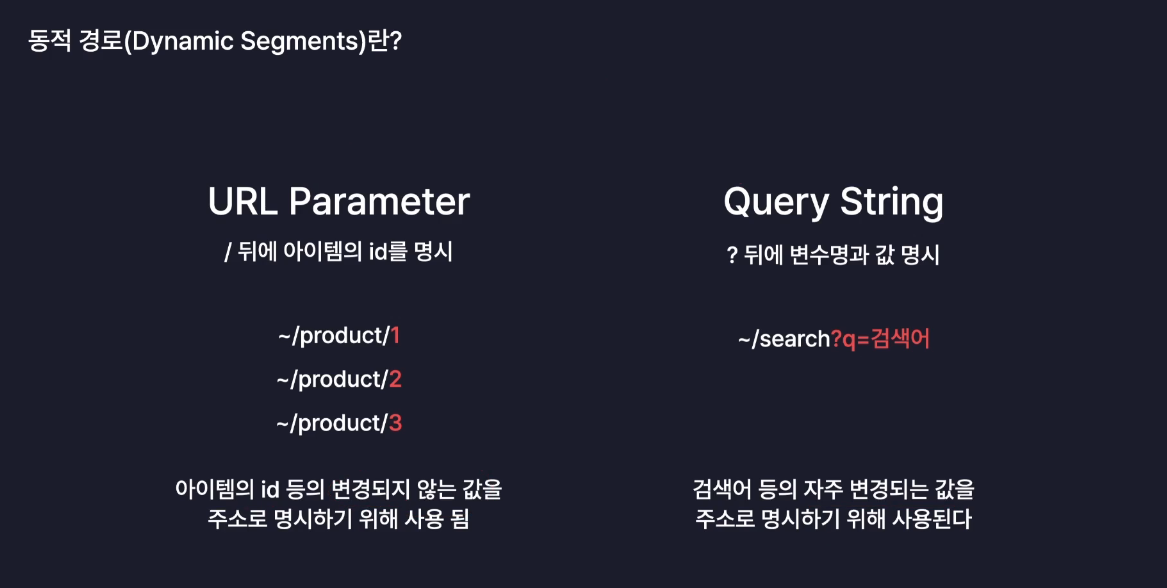 동적 경로(Dynamic Segments)란?
URL Parameter
/ 뒤에 아이템의 id를 명시
~/product/1
~/product/2
~/product/3
아이템의 id 등의 변경되지 않는 값을
주소로 명시하기 위해 사용 됨
Query String
? 뒤에 변수명과 값 명시
~/search?q=검색어
검색어 등의 자주 변경되는 값을
주소로 명시하기 위해 사용된다